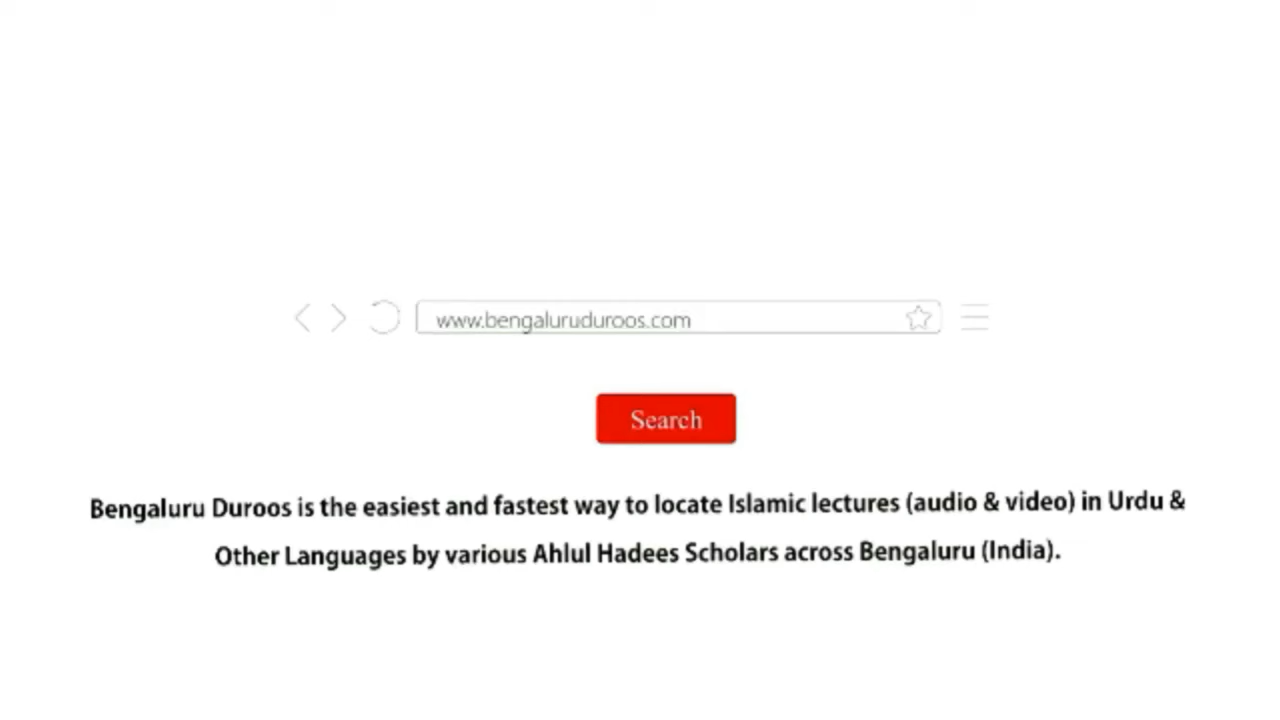 www.bengaluruduroos.com
Search
Bengaluru Duroos is the easiest and fastest way to locate Islamic lectures (audio & video) in Urdu &
Other Languages by various Ahlul Hadees Scholars across Bengaluru (India).